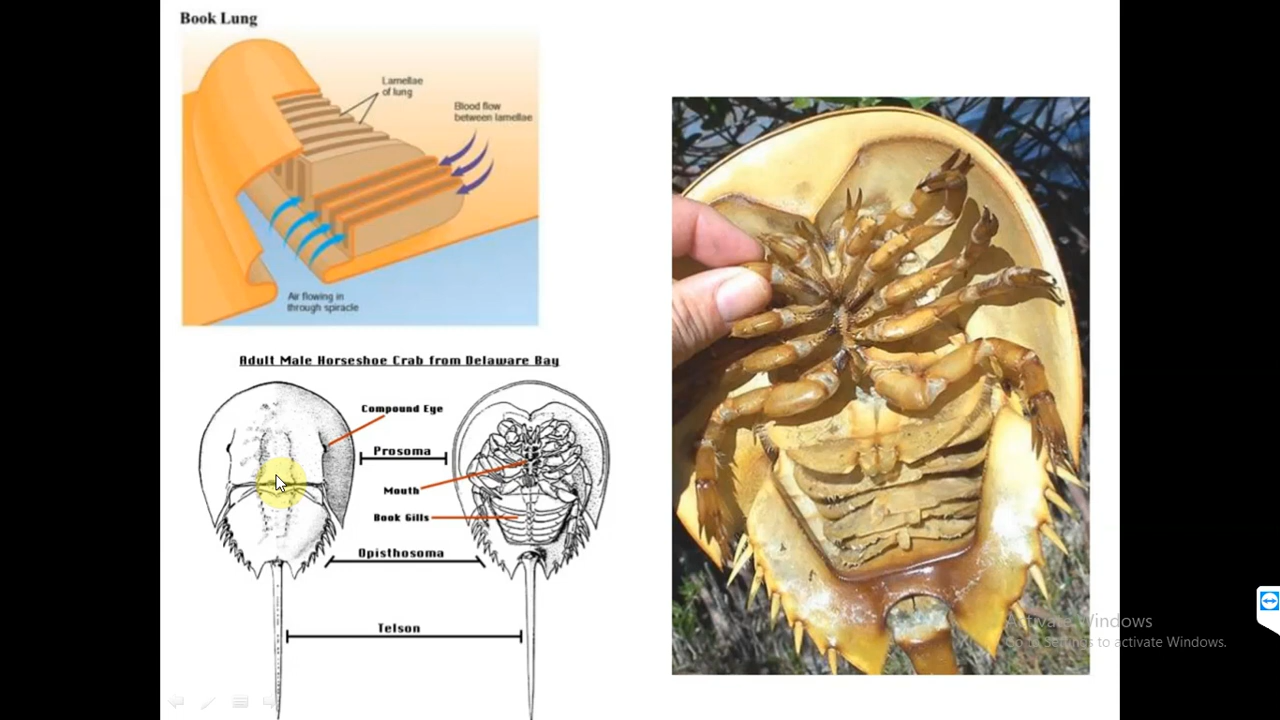 Book Lung
Lamellae
of lung
Blood flow
between lamellae
Air flowing in
through spiracle
Adult Male Horseshoe Crab from Delaware Bay
Compound Eye
Prosoma
Mouth
Book Gills
Opisthosoma
Telson
Activate Windows
Go to Settings to activate Windows.